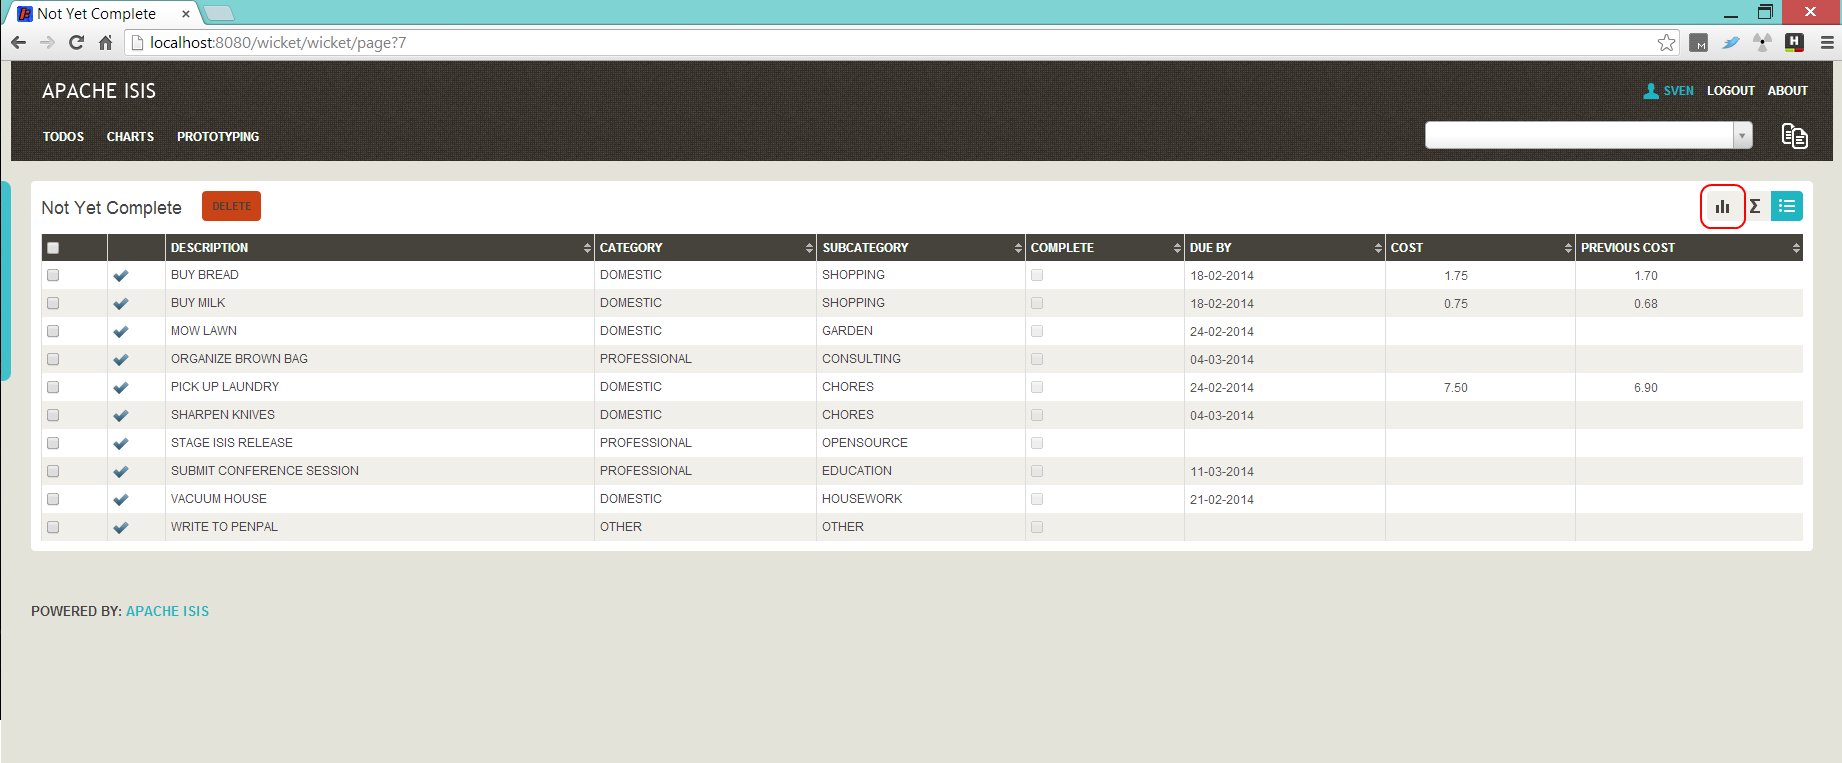 Not Yet Complete
localhost:8080/wicket/wicket/page?7
M
H
APACHE ISIS
SVEN LOGOUT ABOUT
TODOS CHARTS PROTOTYPING
Not Yet Complete DELETE
Σ
DESCRIPTION CATEGORY SUBCATEGORY COMPLETE DUE BY COST PREVIOUS COST
BUY BREAD DOMESTIC SHOPPING 18-02-2014 1.75 1.70
BUY MILK DOMESTIC SHOPPING 18-02-2014 0.75 0.68
MOW LAWN DOMESTIC GARDEN 24-02-2014
ORGANIZE BROWN BAG PROFESSIONAL CONSULTING 04-03-2014
PICK UP LAUNDRY DOMESTIC CHORES 24-02-2014 7.50 6.90
SHARPEN KNIVES DOMESTIC CHORES 04-03-2014
STAGE ISIS RELEASE PROFESSIONAL OPENSOURCE
SUBMIT CONFERENCE SESSION PROFESSIONAL EDUCATION 11-03-2014
VACUUM HOUSE DOMESTIC HOUSEWORK 21-02-2014
WRITE TO PENPAL OTHER OTHER
POWERED BY: APACHE ISIS